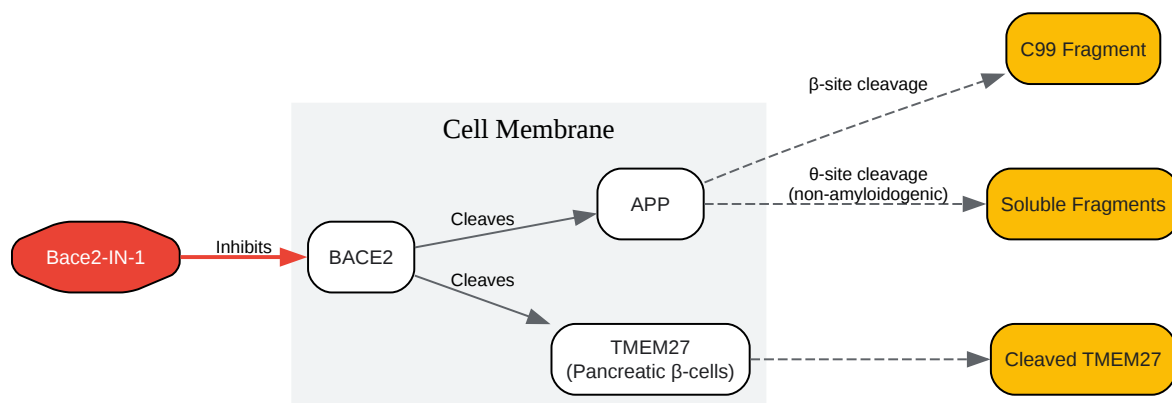 C99 Fragment
β-site cleavage
Cell Membrane
θ-site cleavage
(non-amyloidogenic)
APP
Soluble Fragments
Cleaves
Inhibits
Bace2-IN-1
BACE2
Cleaves
TMEM27
(Pancreatic β-cells)
Cleaved TMEM27